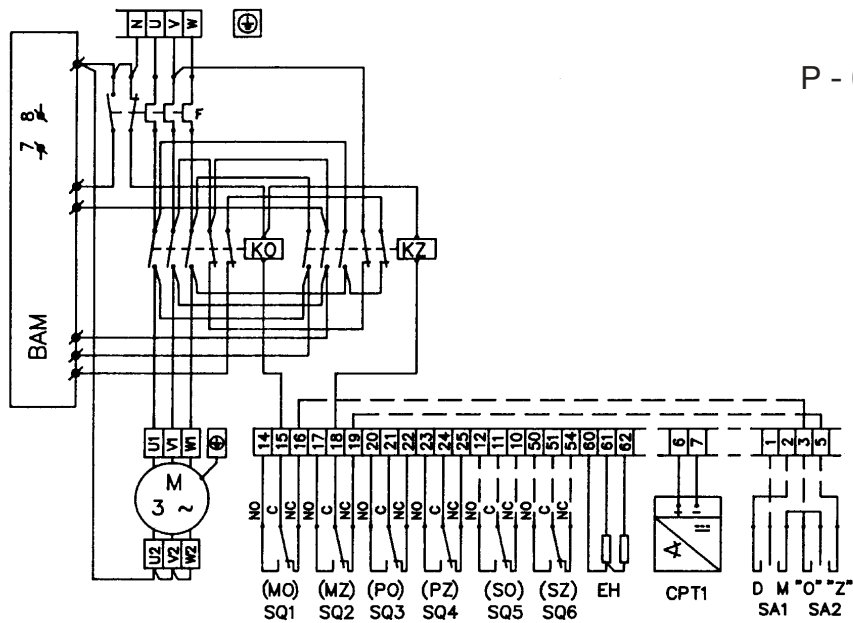 N U V W
P -
7 8
F
KO KZ
BAM
U1 V1 W1
14 15 16 17 18 19 20 21 22 23 24 25 12 11 10 50 51 54 60 61 62 6 7 1 2 3 5
M
3 ~
NO C NC NO C NC NO C NC NO C NC NO C NC NO C NC
A
U2 V2 W2
(MO) (MZ) (PO) (PZ) (SO) (SZ) EH CPT1 D M "O" "Z"
SQ1 SQ2 SQ3 SQ4 SQ5 SQ6 SA1 SA2